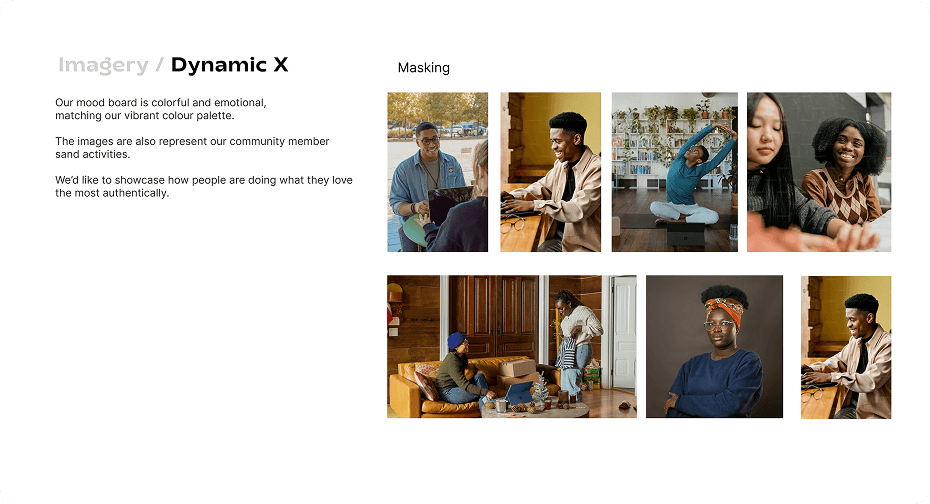 Imagery / Dynamic X
Masking
Our mood board is colorful and emotional,
matching our vibrant colour palette.
The images are also represent our community member
sand activities.
We'd like to showcase how people are doing what they love
the most authentically.